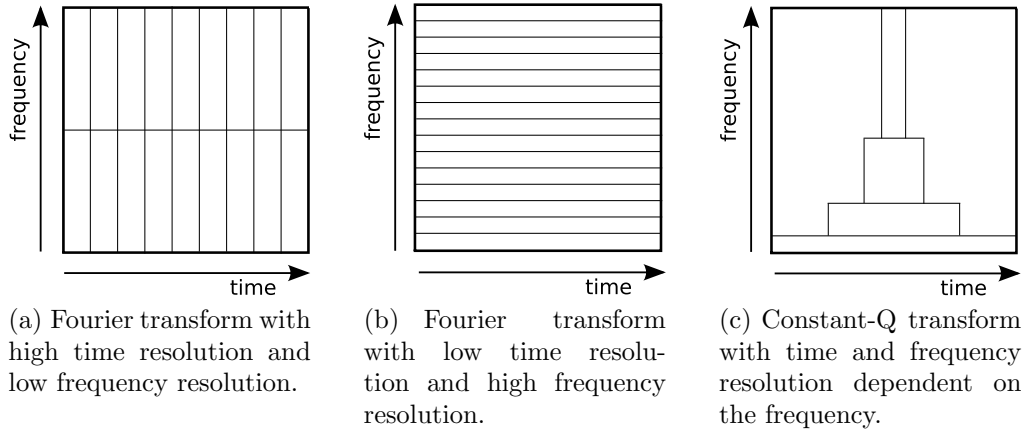 frequency
time
(a) Fourier transform with
high time resolution and
low frequency resolution.
frequency
time
(b) Fourier transform
with low time resolu-
tion and high frequency
resolution.
frequency
time
(c) Constant-Q transform
with time and frequency
resolution dependent on
the frequency.